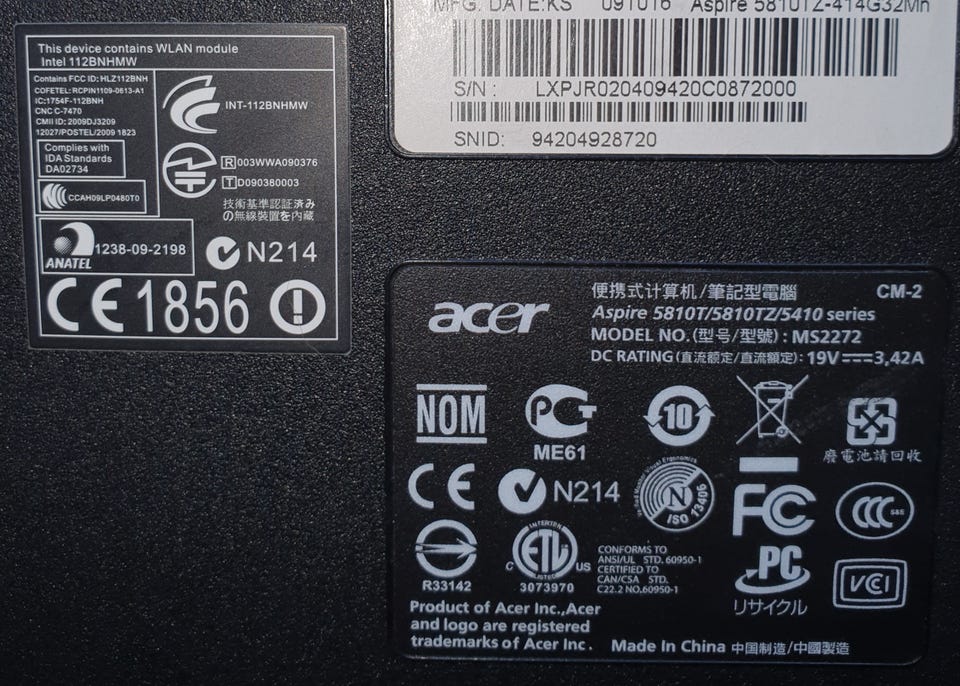 This device contains WLAN module
Intel 112BNHMW
Contains FCC ID: HLZ112BNH
COFETEL: RCPIN1109-0613-A1
IC:1754F-112BNH
CNC C-7470
CMII ID: 2009DJ3209
12027/POSTEL/2009 1823
Complies with
IDA Standards
DA02734
CCAH09LP0480T0
ANATEL 1238-09-2198
INT-112BNHMW
R 003WWA090376
T D090380003
技術基準認証済み
の無線装置を内蔵
N214
CE 1856
MFG. DATE:KS 091016 Aspire 5810TZ-414G32Mn
S/N : LXPJR020409420C0872000
SNID: 94204928720
acer
便携式计算机/筆記型電腦 CM-2
Aspire 5810T/5810TZ/5410 series
MODEL NO.(型号/型號) : MS2272
DC RATING(直流额定/直流額定): 19V 3,42A
NOM
PCT
ME61
10
廢電池請回收
CE
N214
N
ISO 13406
FC
CCC S&E
R33142
INTERTEK
ETL
LISTED
C US
3073970
CONFORMS TO
ANSI/UL STD. 60950-1
CERTIFIED TO
CAN/CSA STD.
C22.2 NO.60950-1
PC
リサイクル
VCI
Product of Acer Inc.,Acer
and logo are registered
trademarks of Acer Inc . Made In China 中国制造/中國製造